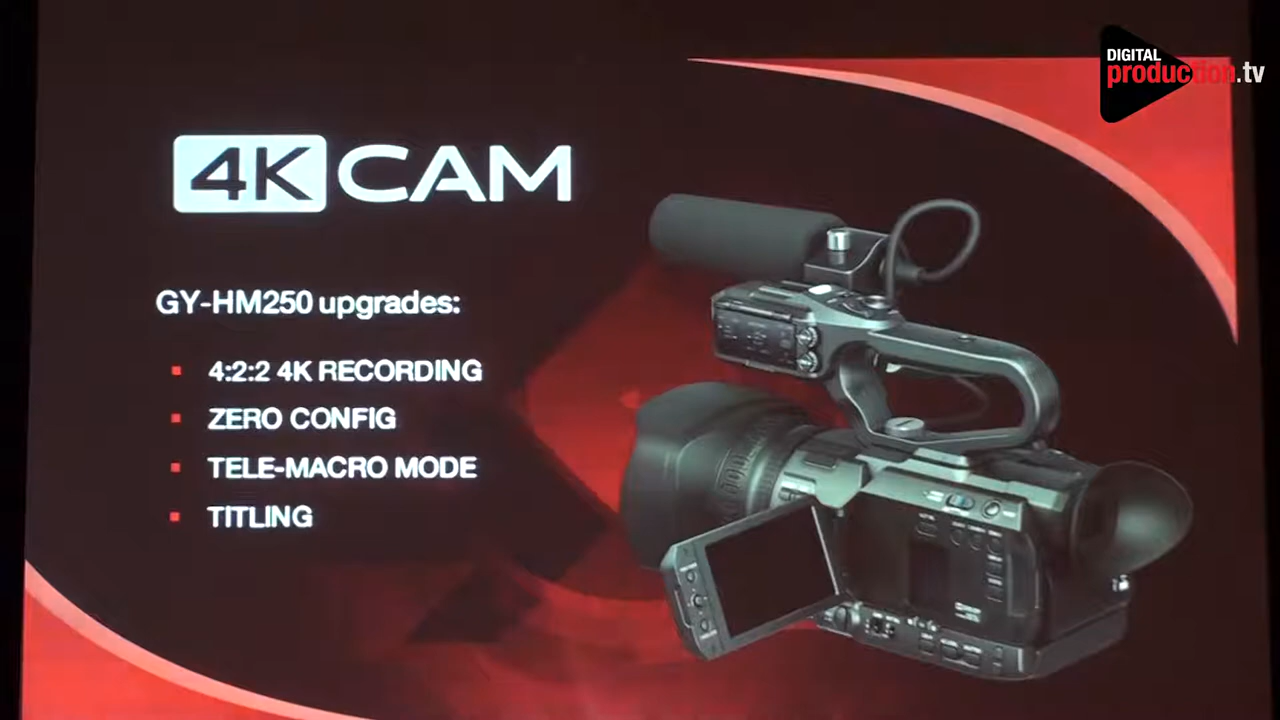 DIGITAL
production.tv
4K CAM
GY-HM250 upgrades:
4:2:2 4K RECORDING
ZERO CONFIG
TELE-MACRO MODE
TITLING